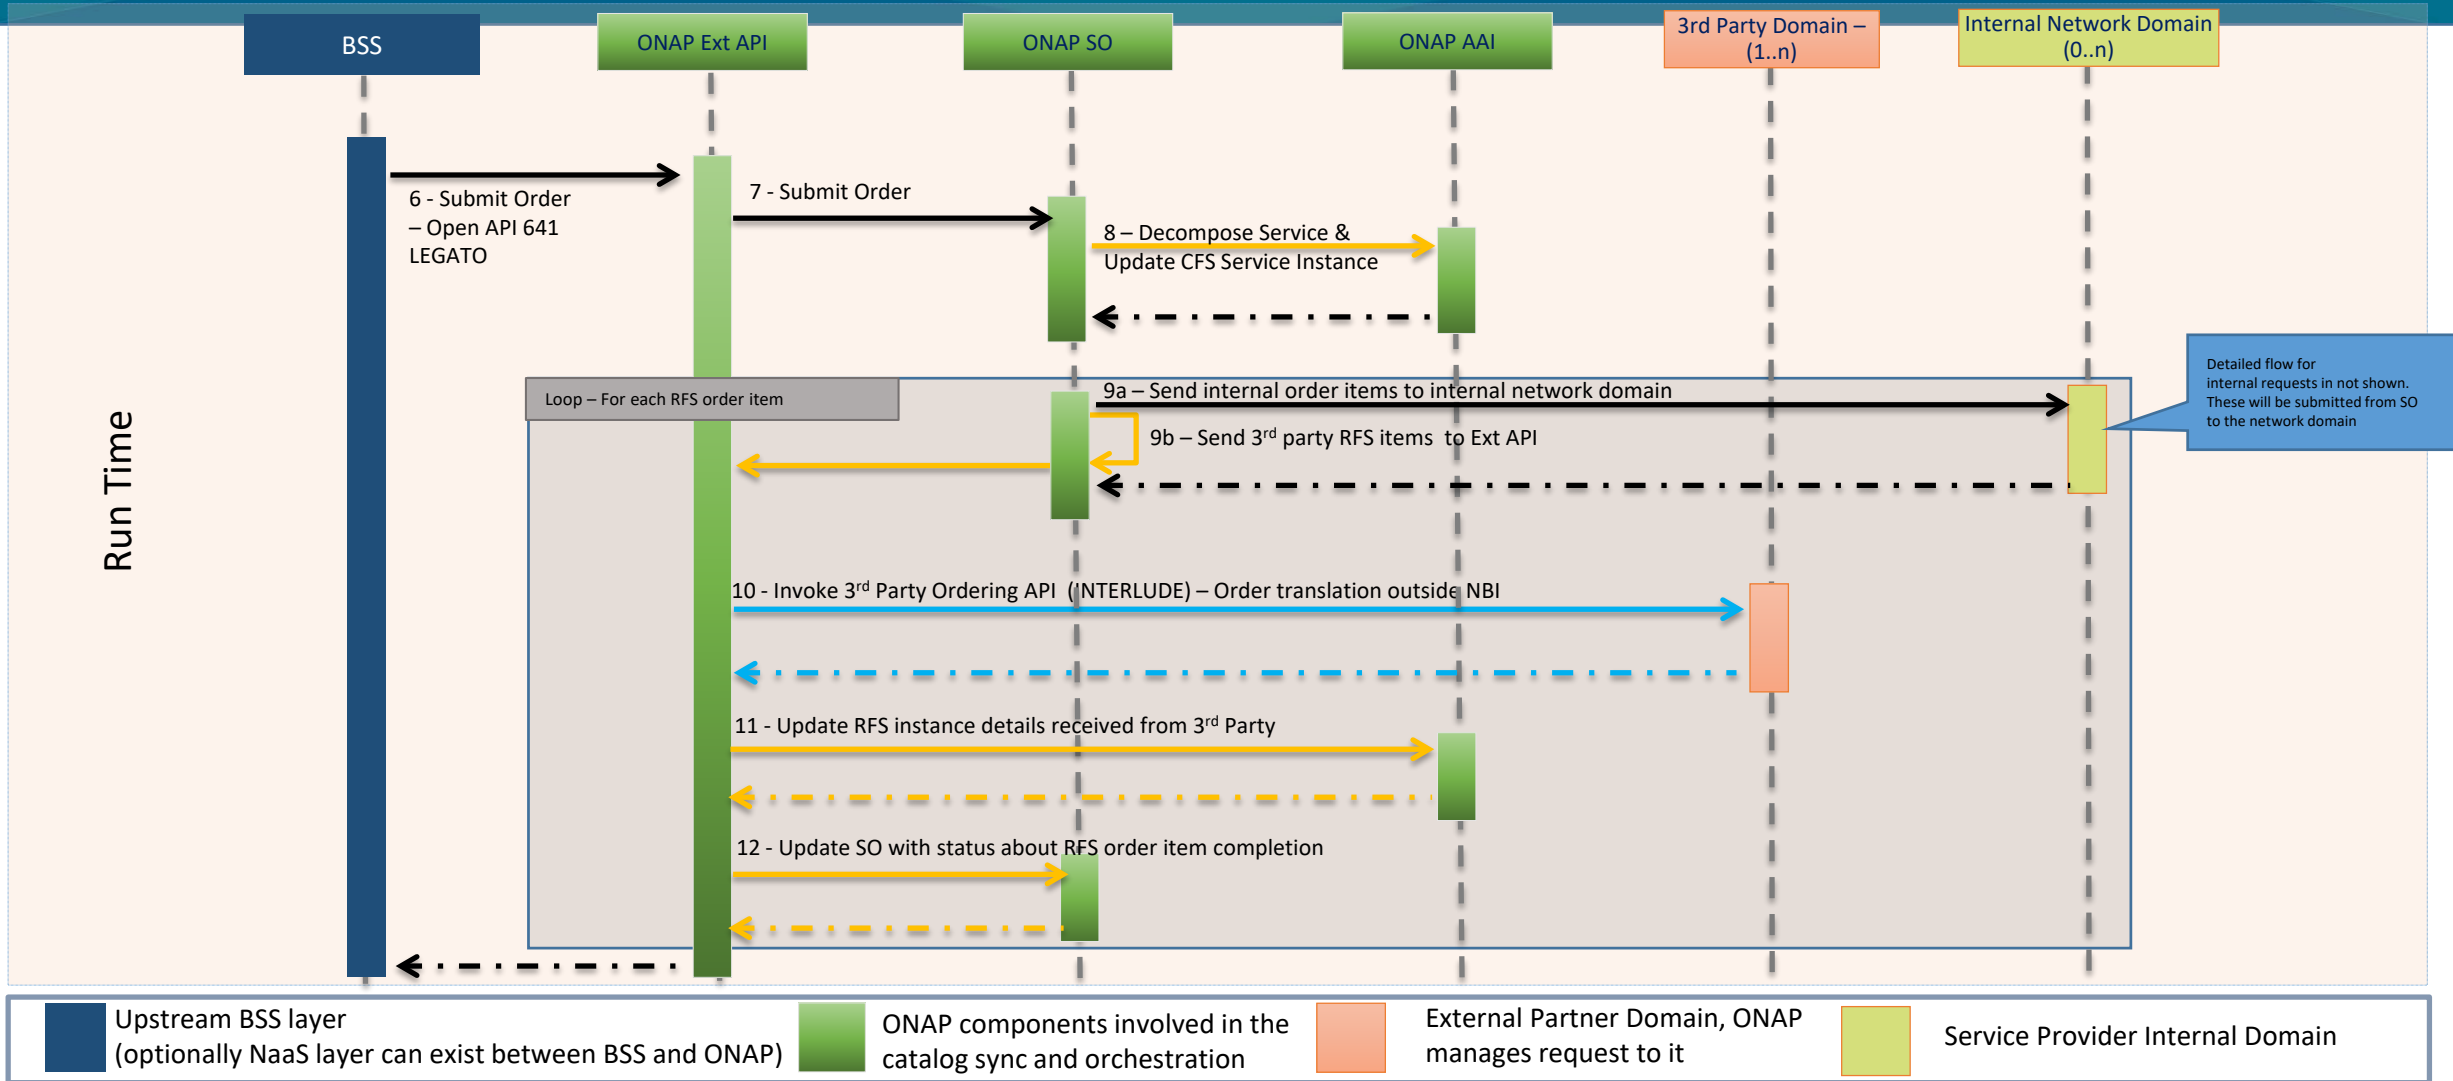 BSS
ONAP Ext API
ONAP SO
ONAP AAI
3rd Party Domain –
(1..n)
Internal Network Domain
(0..n)
6 - Submit Order
– Open API 641
LEGATO
7 - Submit Order
8 – Decompose Service &
Update CFS Service Instance
Detailed flow for
internal requests in not shown.
These will be submitted from SO
to the network domain
Loop – For each RFS order item
9a – Send internal order items to internal network domain
9b – Send 3rd party RFS items to Ext API
Run Time
10 - Invoke 3rd Party Ordering API (INTERLUDE) – Order translation outside NBI
11 - Update RFS instance details received from 3rd Party
12 - Update SO with status about RFS order item completion
Upstream BSS layer
(optionally NaaS layer can exist between BSS and ONAP)
ONAP components involved in the
catalog sync and orchestration
External Partner Domain, ONAP
manages request to it
Service Provider Internal Domain